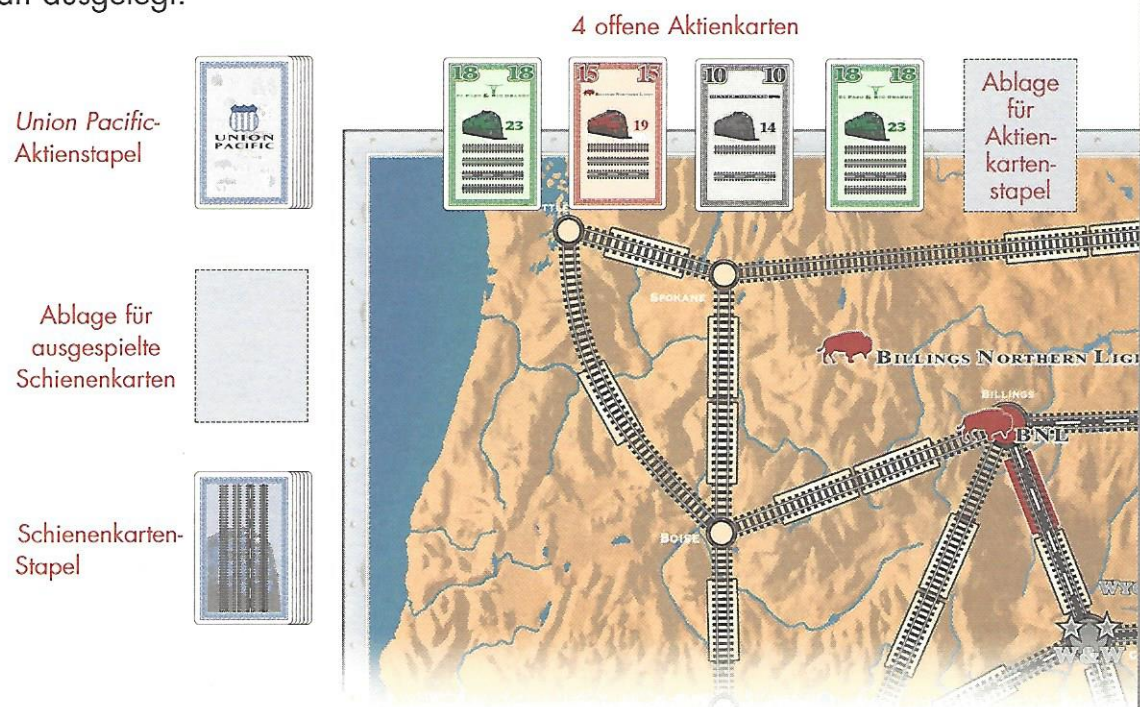 ausgelegt.
4 offene Aktienkarten
Union Pacific-
Aktienstapel
UNION
PACIFIC
18 18
23
15 15
19
10 10
14
18 18
23
Ablage
für
Aktien-
karten-
stapel
Ablage für
ausgespielte
Schienenkarten
Schienenkarten-
Stapel
SPOKANE
BILLINGS NORTHERN
BILLINGS
BNL
BOISE
W&W